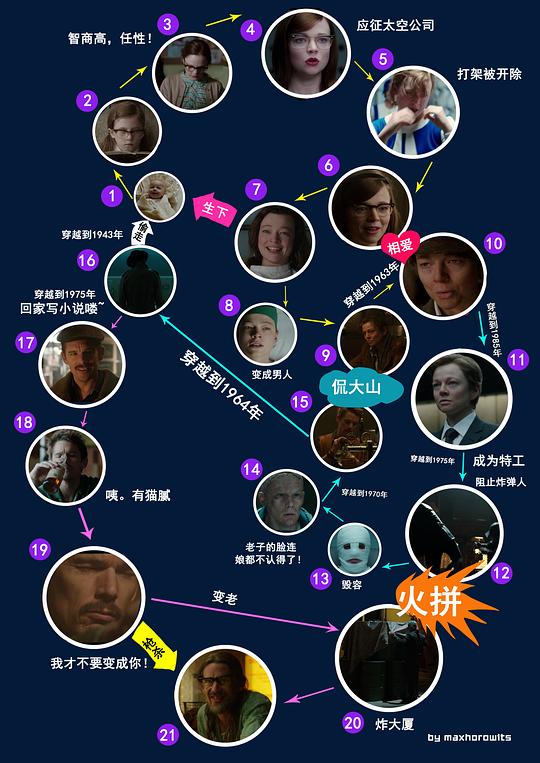 3
智商高，任性！
4
应征太空公司
5
打架被开除
2
1
生下
7
6
相爱
10
偷走
穿越到1943年
16
穿越到1963年
穿越到1975年
回家写小说喽~
8
变成男人
9
穿越到1985年
17
穿越到1964年
侃大山
15
11
18
咦。有猫腻
14
穿越到1970年
穿越到1975年
成为特工
阻止炸弹人
老子的脸连
娘都不认得了！
13
毁容
12
火拼
19
变老
我才不要变成你！
枪杀
21
20
炸大厦
by maxhorowits